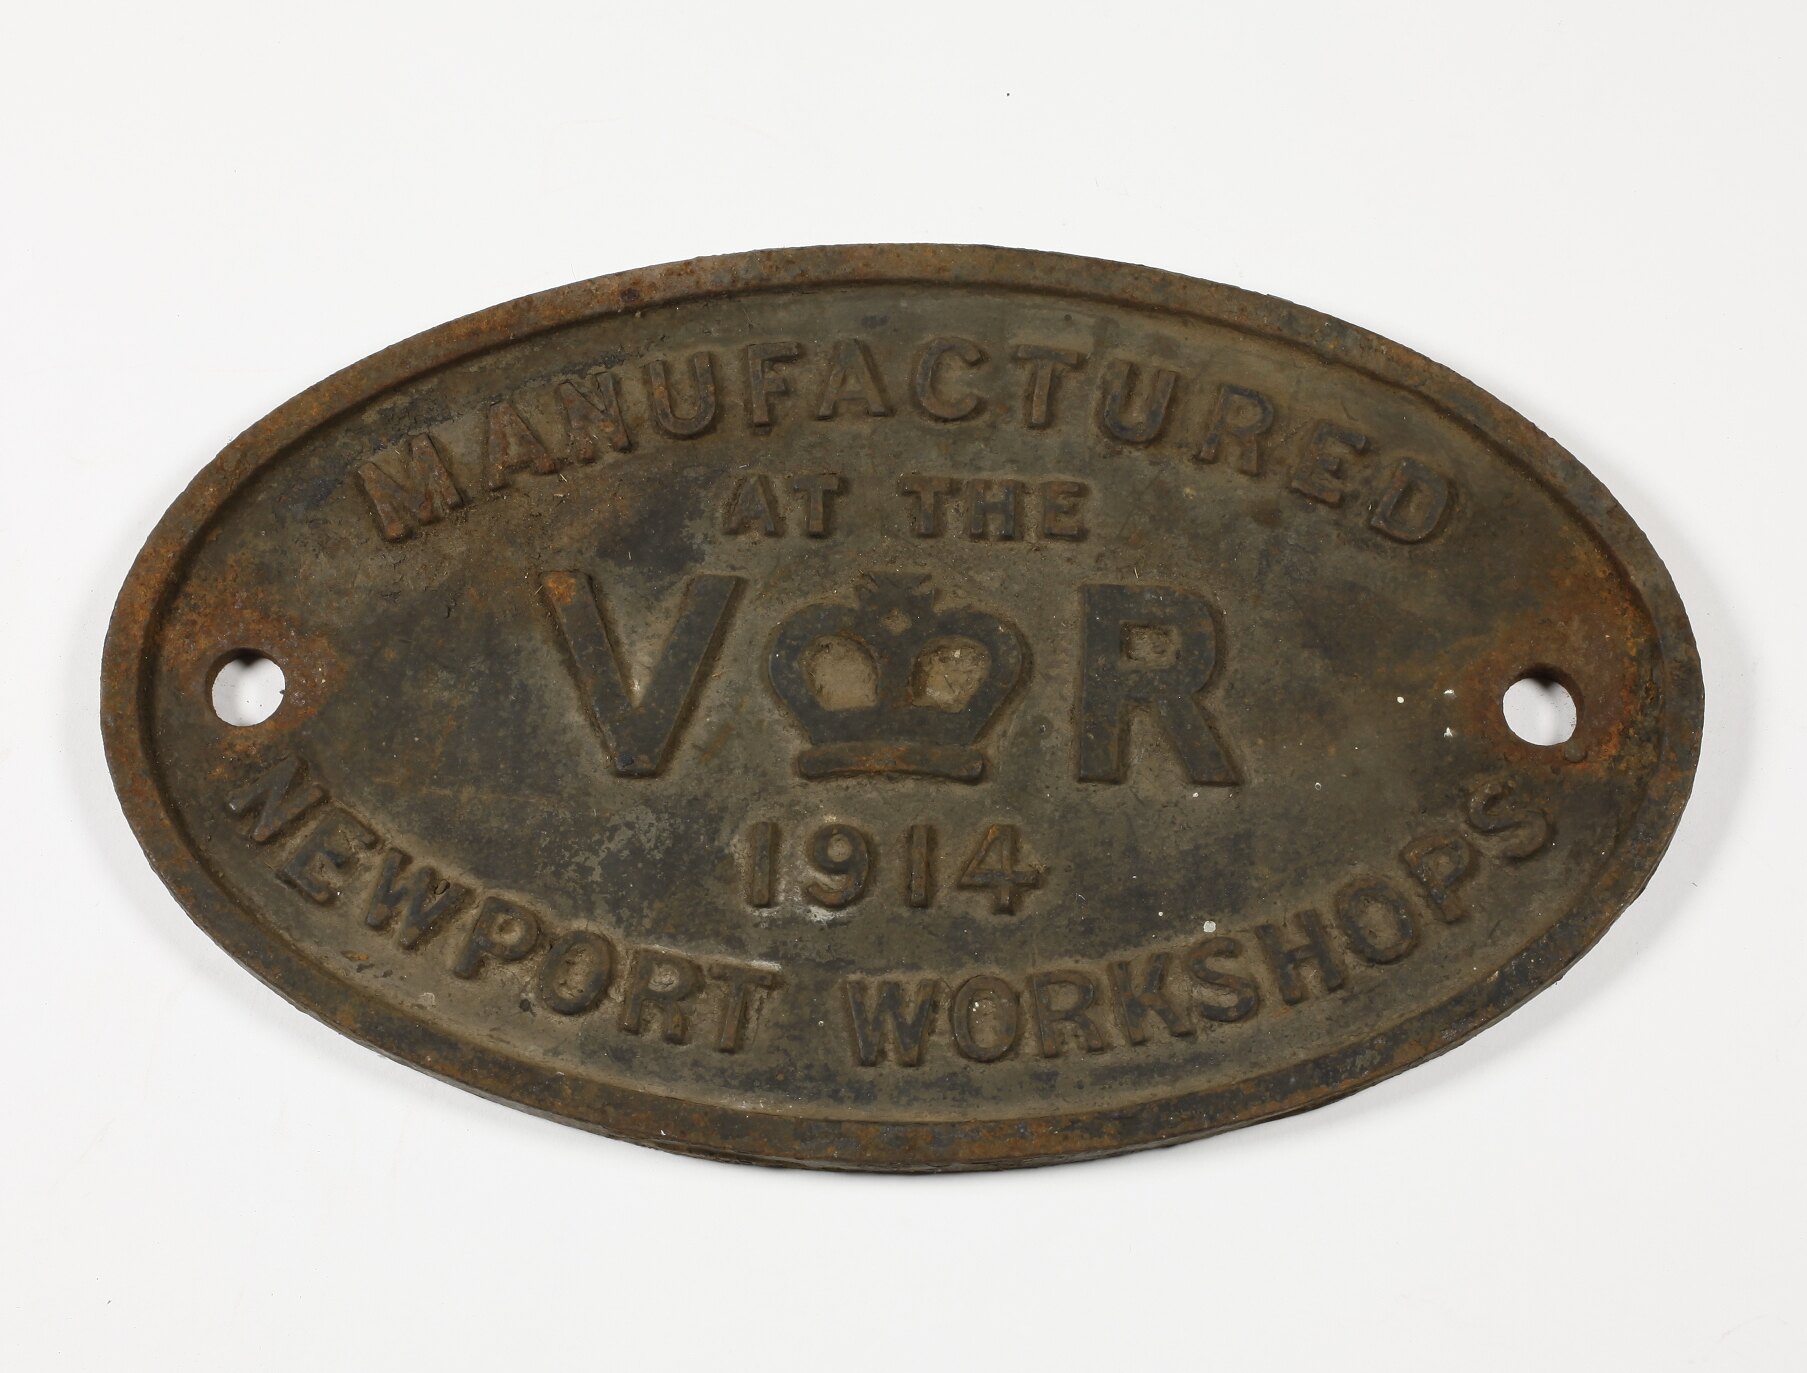 MANUFACTURED
AT THE
V R
1914
NEWPORT WORKSHOPS